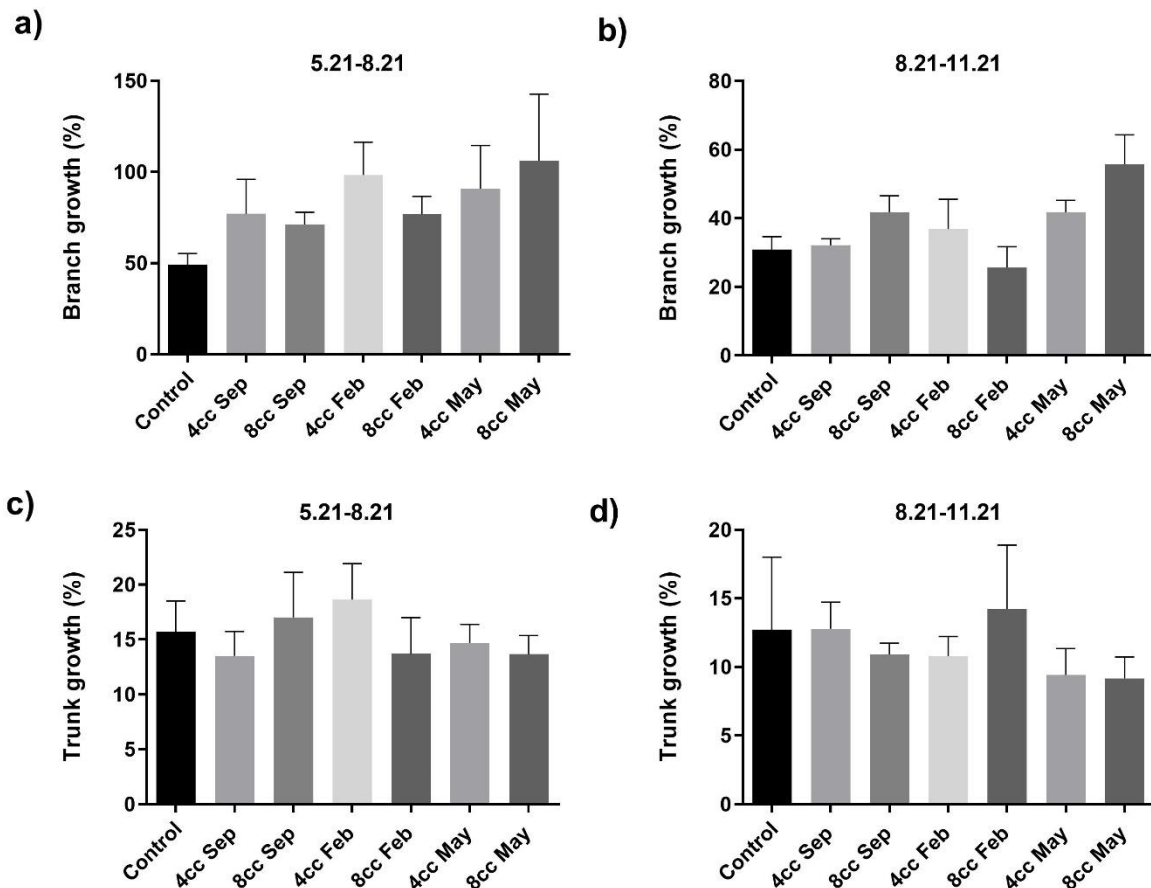 a)
5.21-8.21
Branch growth (%)
150
100
50
0
Control
4cc Sep
8cc Sep
4cc Feb
8cc Feb
4cc May
8cc May
b)
8.21-11.21
Branch growth (%)
80
60
40
20
0
Control
4cc Sep
8cc Sep
4cc Feb
8cc Feb
4cc May
8cc May
c)
5.21-8.21
Trunk growth (%)
25
20
15
10
5
0
Control
4cc Sep
8cc Sep
4cc Feb
8cc Feb
4cc May
8cc May
d)
8.21-11.21
Trunk growth (%)
20
15
10
5
0
Control
4cc Sep
8cc Sep
4cc Feb
8cc Feb
4cc May
8cc May